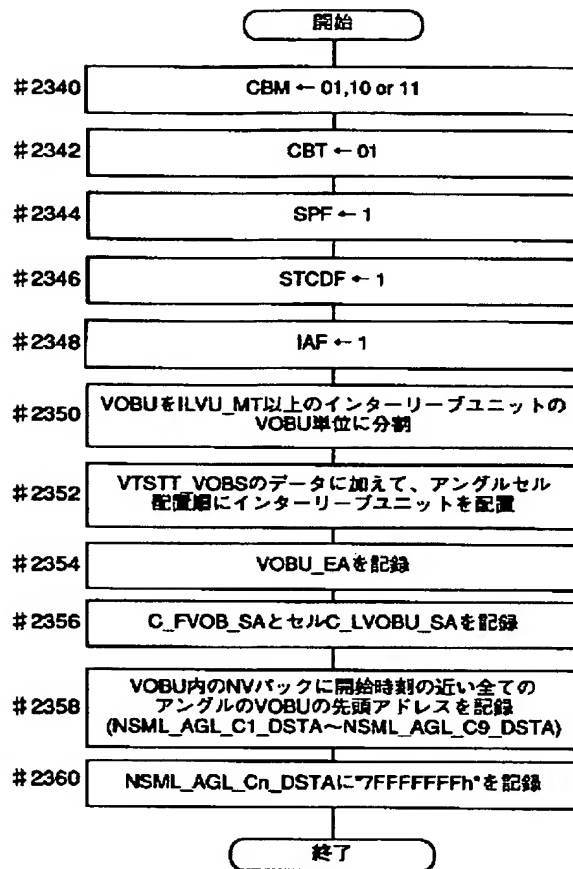 開始
#2340 CBM ← 01,10 or 11
#2342 CBT ← 01
#2344 SPF ← 1
#2346 STCDF ← 1
#2348 IAF ← 1
#2350 VOBUをILVU_MT以上のインターリーブユニットの
VOBU単位に分割
#2352 VTSTT_VOBSのデータに加えて、アングルセル
配置順にインターリーブユニットを配置
#2354 VOBU_EAを記録
#2356 C_FVOB_SAとセルC_LVOBU_SAを記録
#2358 VOBU内のNVパックに開始時刻の近い全ての
アングルのVOBUの先頭アドレスを記録
(NSML_AGL_C1_DSTA～NSML_AGL_C9_DSTA)
#2360 NSML_AGL_Cn_DSTAに"7FFFFFFFh"を記録
終了